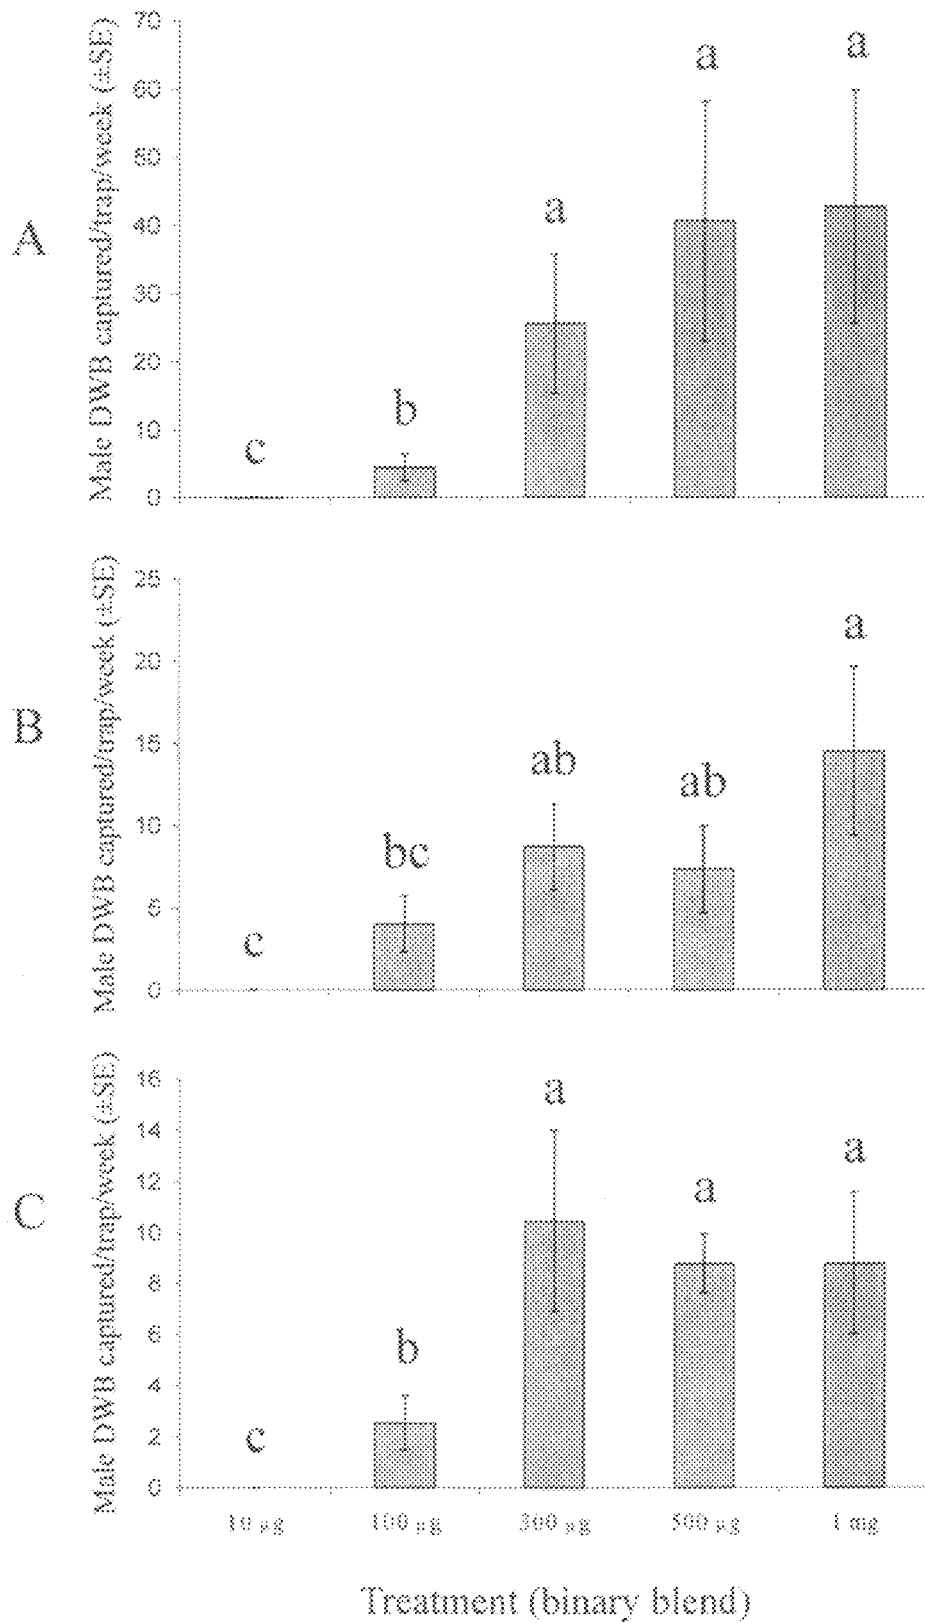 A
Male DWB captured/trap/week (±SE)
70
60
50
40
30
20
10
0
c
b
a
a
a
B
Male DWB captured/trap/week (±SE)
25
20
15
10
5
0
c
bc
ab
ab
a
C
Male DWB captured/trap/week (±SE)
16
14
12
10
8
6
4
2
0
c
b
a
a
a
10 µg 100 µg 300 µg 500 µg 1 mg
Treatment (binary blend)